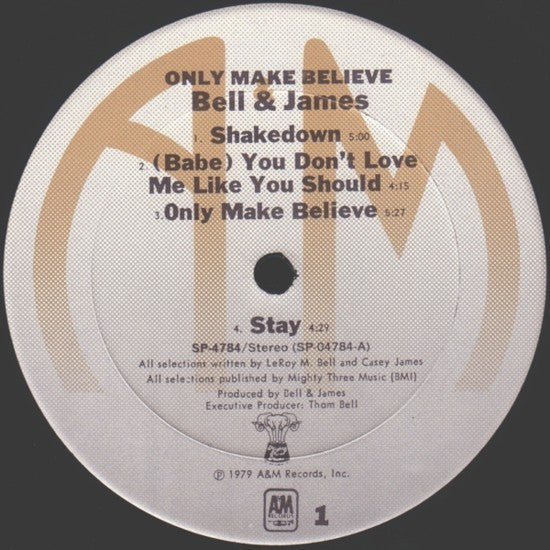 ONLY MAKE BELIEVE
Bell & James
1. Shakedown 5:00
2. (Babe) You Don't Love
Me Like You Should 4:15
3. Only Make Believe 5:27
4. Stay 4:29
SP-4784/Stereo (SP-04784-A)
All selections written by LeRoy M. Bell and Casey James
All selections published by Mighty Three Music (BMI)
Produced by Bell & James
Executive Producer: Thom Bell
℗ 1979 A&M Records, Inc.
A&M
RECORDS
1